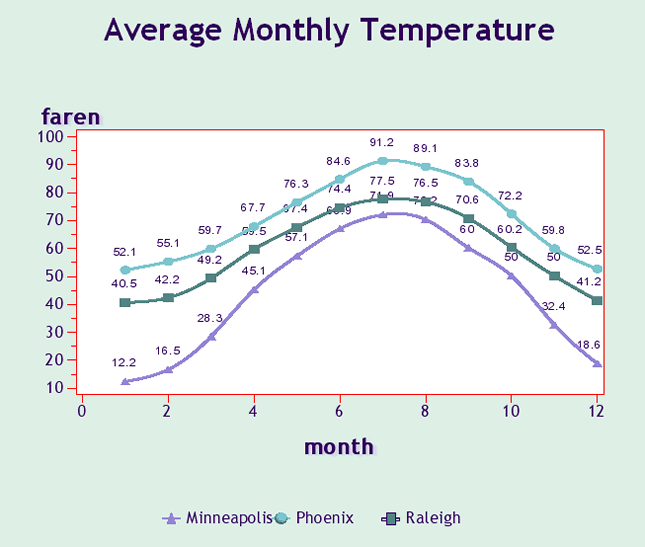 Average Monthly Temperature
faren
100
91.2
89.1
90 84.6 83.8
76.3 77.5 76.5
80 74.4 72.2
70.6
67.7
70
59.7 57.1 60 60.2 59.8
60 52.1 55.1 49.2 50 50 52.5
50 40.5 42.2 45.1 41.2
40
30 28.3 32.4
20 12.2 16.5 18.6
10
0 2 4 6 8 10 12
month
Minneapolis Phoenix Raleigh